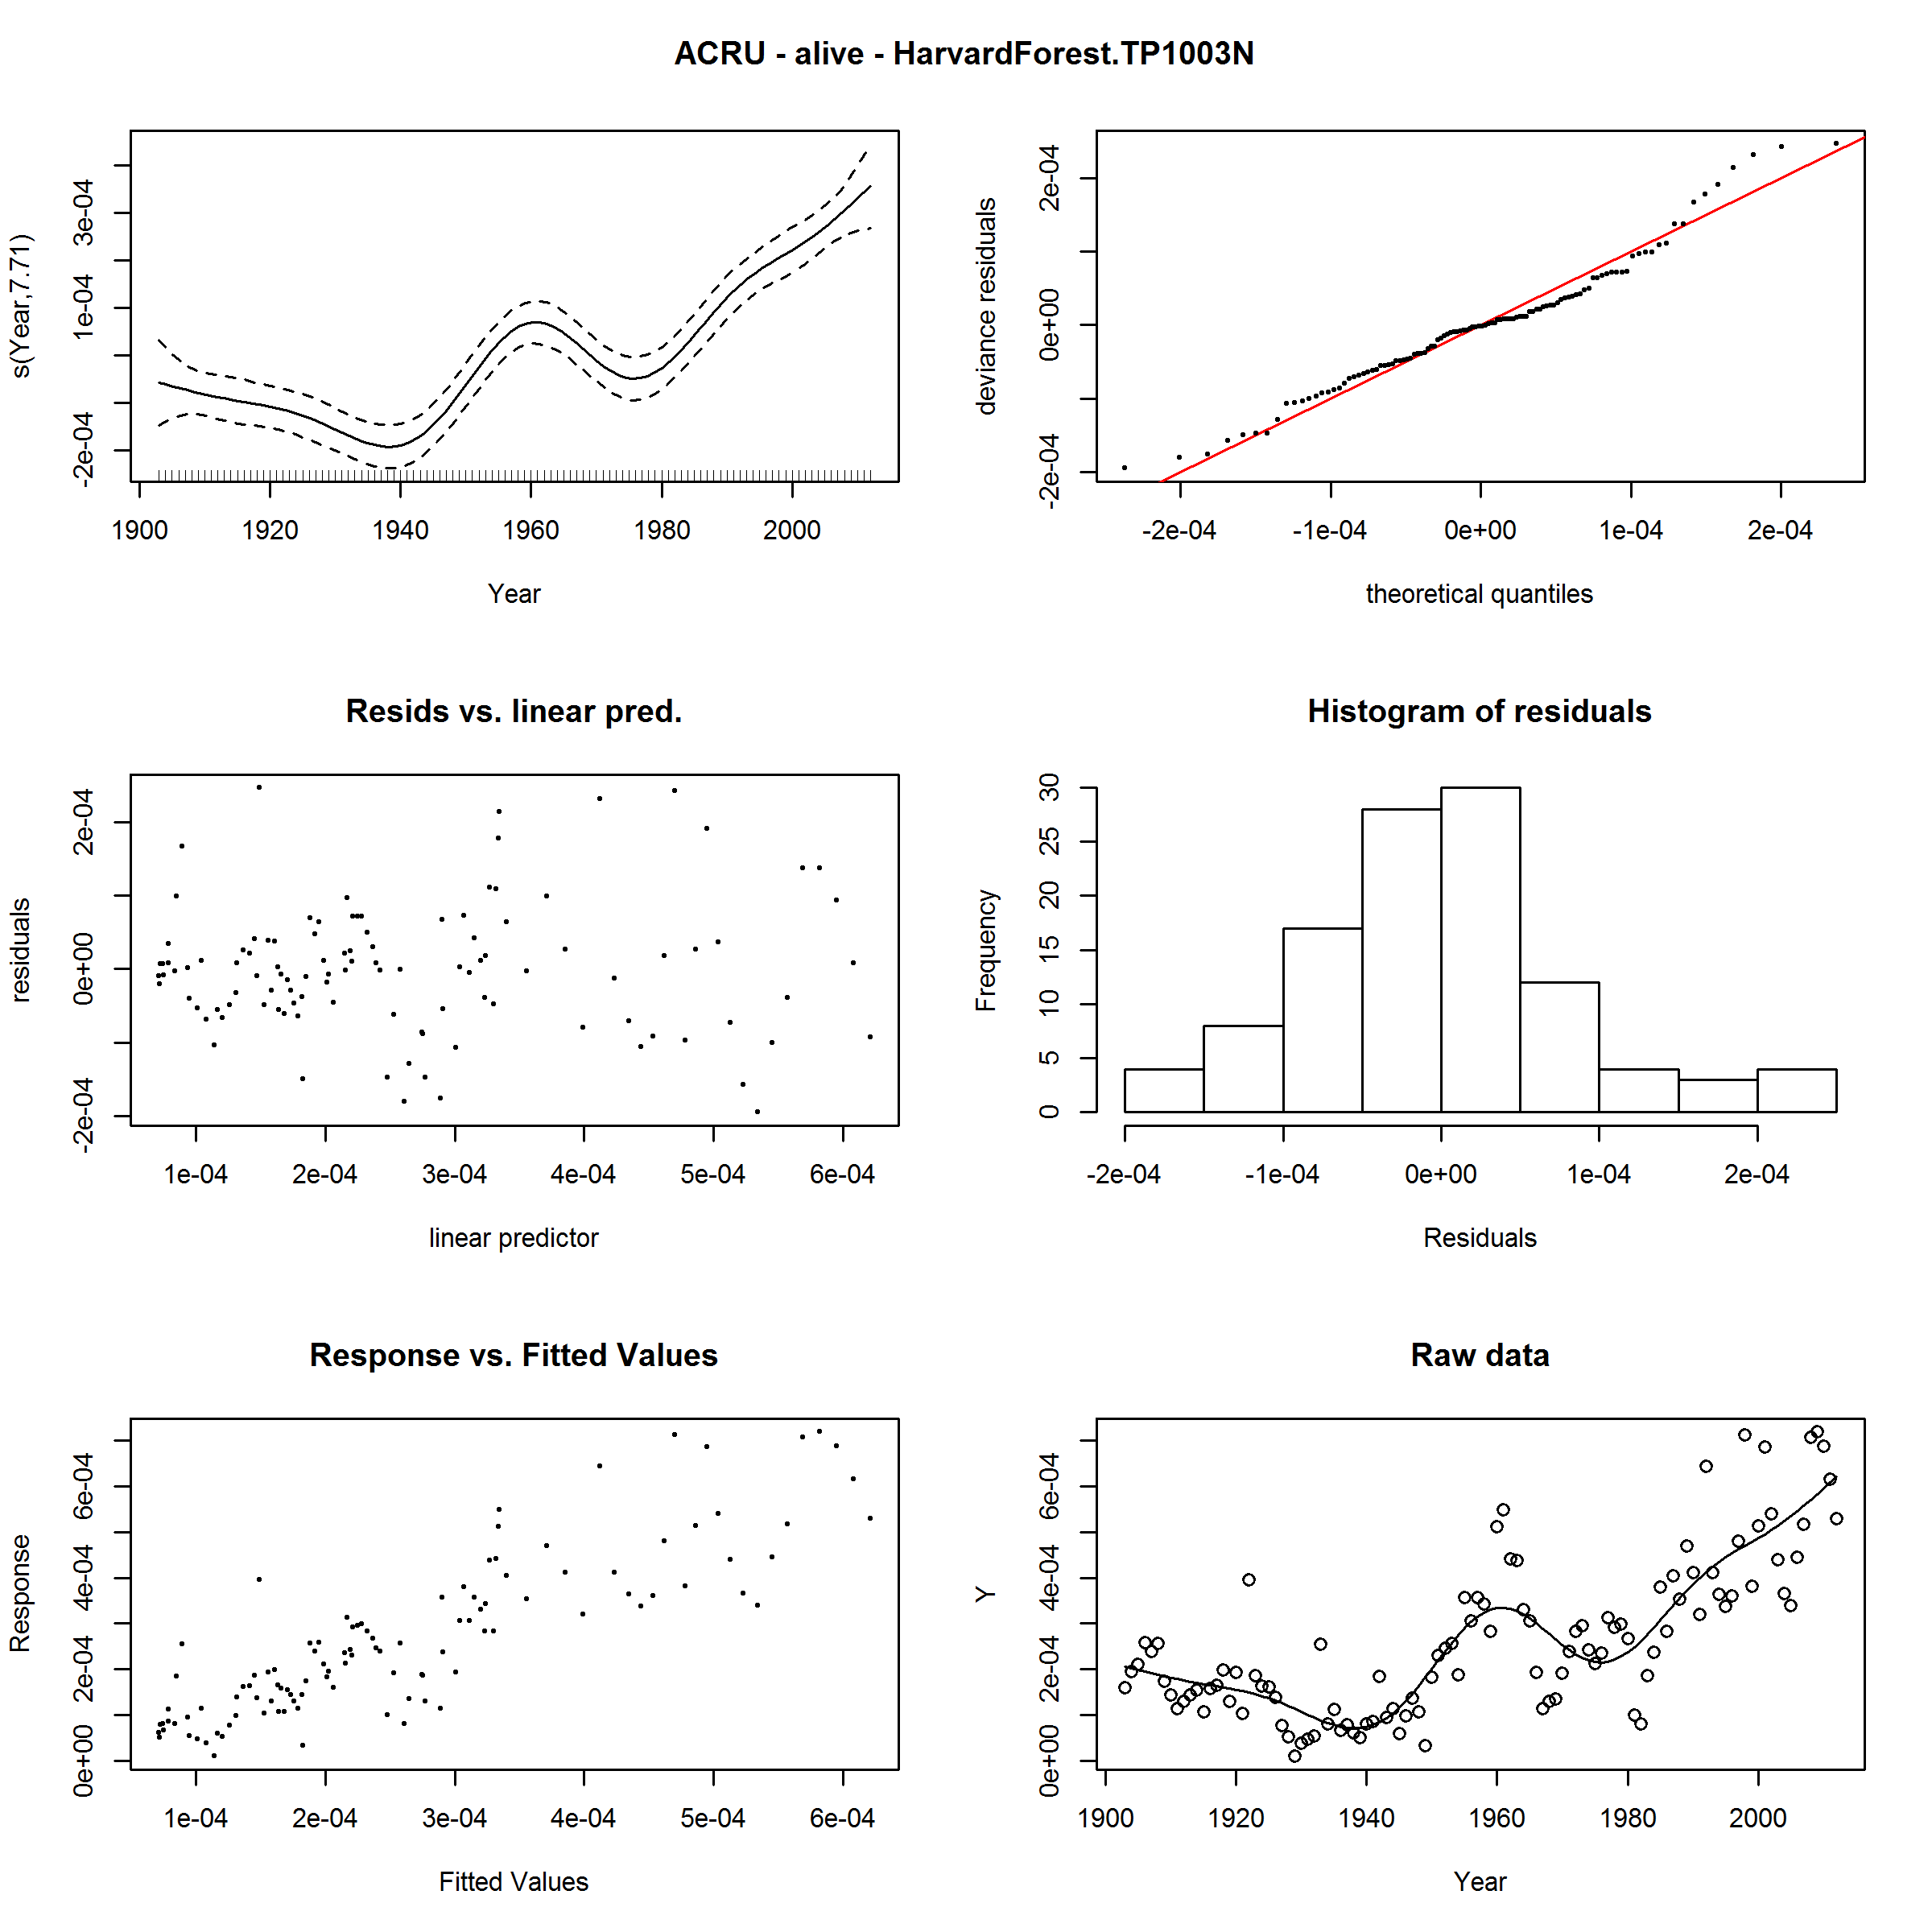 ACRU - alive - HarvardForest.TP1003N
s(Year,7.71)
-2e-04 1e-04 3e-04
1900 1920 1940 1960 1980 2000
Year
deviance residuals
-2e-04 0e+00 2e-04
-2e-04 -1e-04 0e+00 1e-04 2e-04
theoretical quantiles
Resids vs. linear pred.
residuals
-2e-04 0e+00 2e-04
1e-04 2e-04 3e-04 4e-04 5e-04 6e-04
linear predictor
Histogram of residuals
Frequency
0 5 10 15 20 25 30
-2e-04 -1e-04 0e+00 1e-04 2e-04
Residuals
Response vs. Fitted Values
Response
0e+00 2e-04 4e-04 6e-04
1e-04 2e-04 3e-04 4e-04 5e-04 6e-04
Fitted Values
Raw data
Y
0e+00 2e-04 4e-04 6e-04
1900 1920 1940 1960 1980 2000
Year